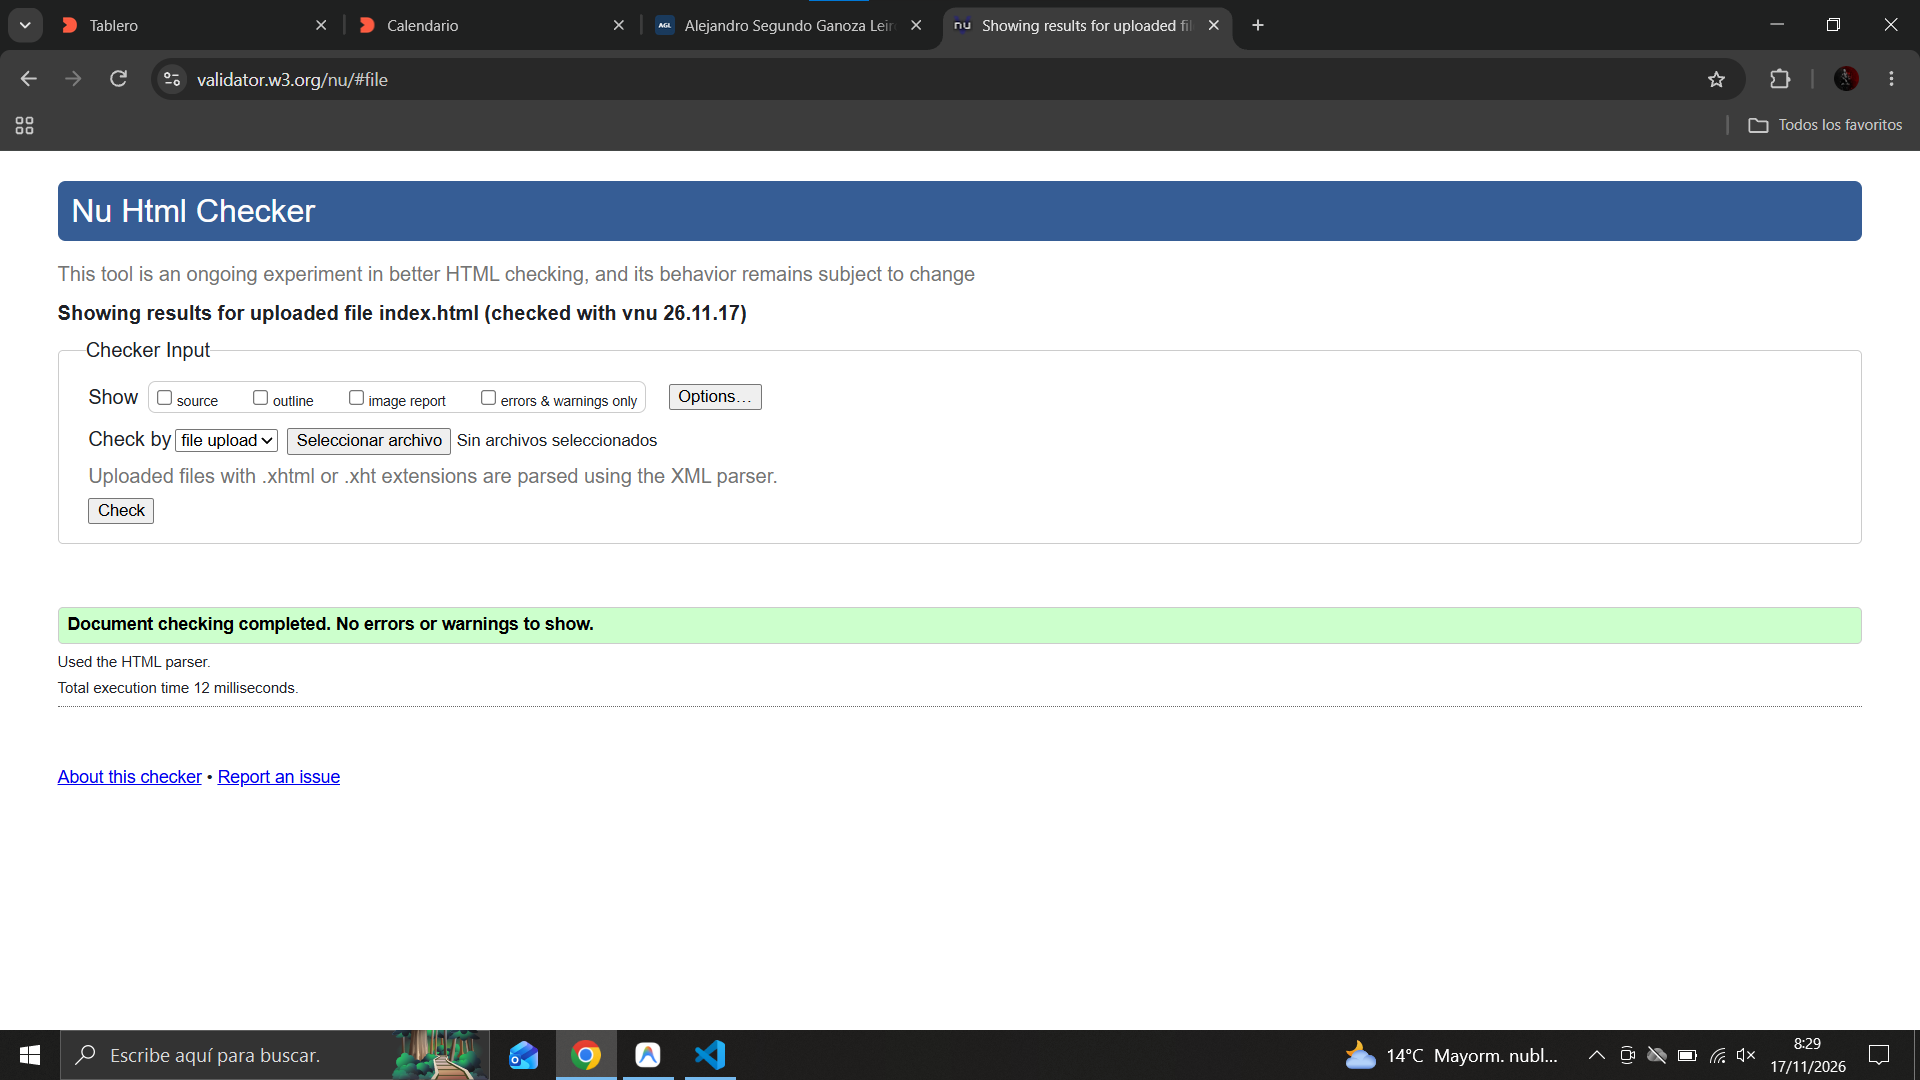 Tablero
Calendario
AGL Alejandro Segundo Ganoza Leir
nu Showing results for uploaded fil
validator.w3.org/nu/#file
Todos los favoritos
Nu Html Checker
This tool is an ongoing experiment in better HTML checking, and its behavior remains subject to change
Showing results for uploaded file index.html (checked with vnu 26.11.17)
Checker Input
Show source outline image report errors & warnings only Options...
Check by file upload Seleccionar archivo Sin archivos seleccionados
Uploaded files with .xhtml or .xht extensions are parsed using the XML parser.
Check
Document checking completed. No errors or warnings to show.
Used the HTML parser.
Total execution time 12 milliseconds.
About this checker • Report an issue
Escribe aquí para buscar.
14°C Mayorm. nubl...
8:29
17/11/2026